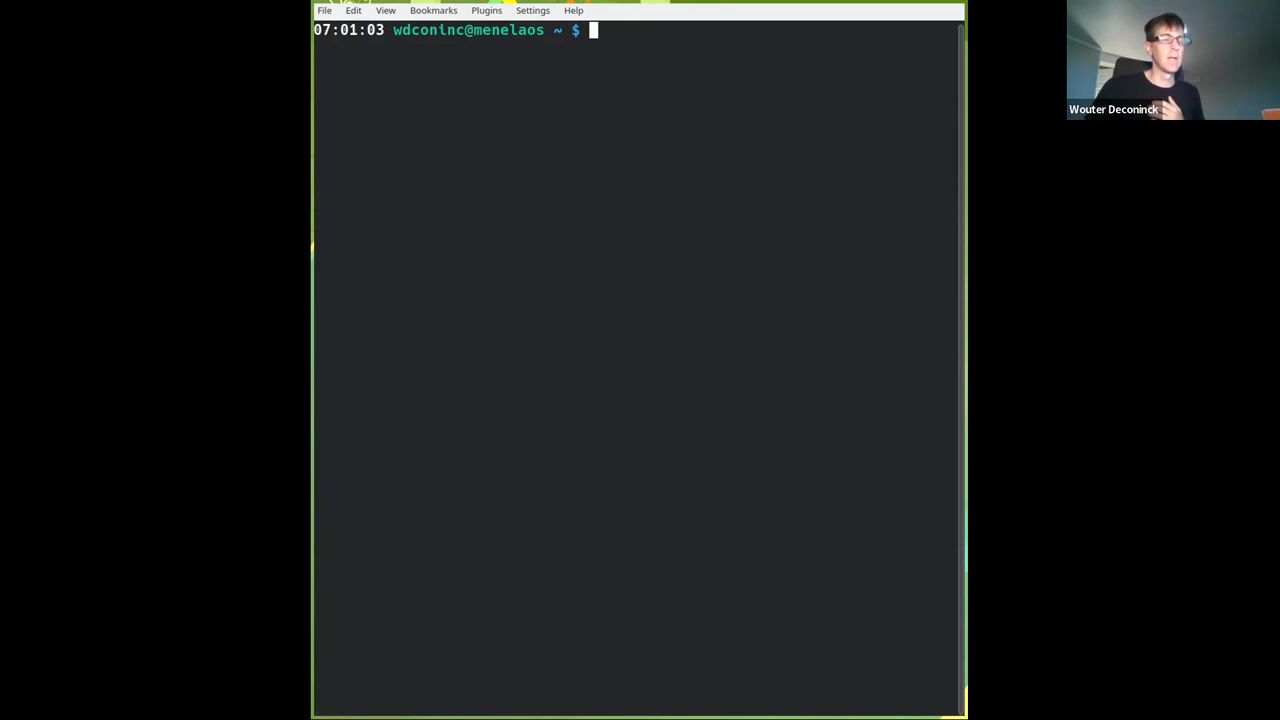 File Edit View Bookmarks Plugins Settings Help
07:01:03 wdconinc@menelaos ~ $
Wouter Deconinck